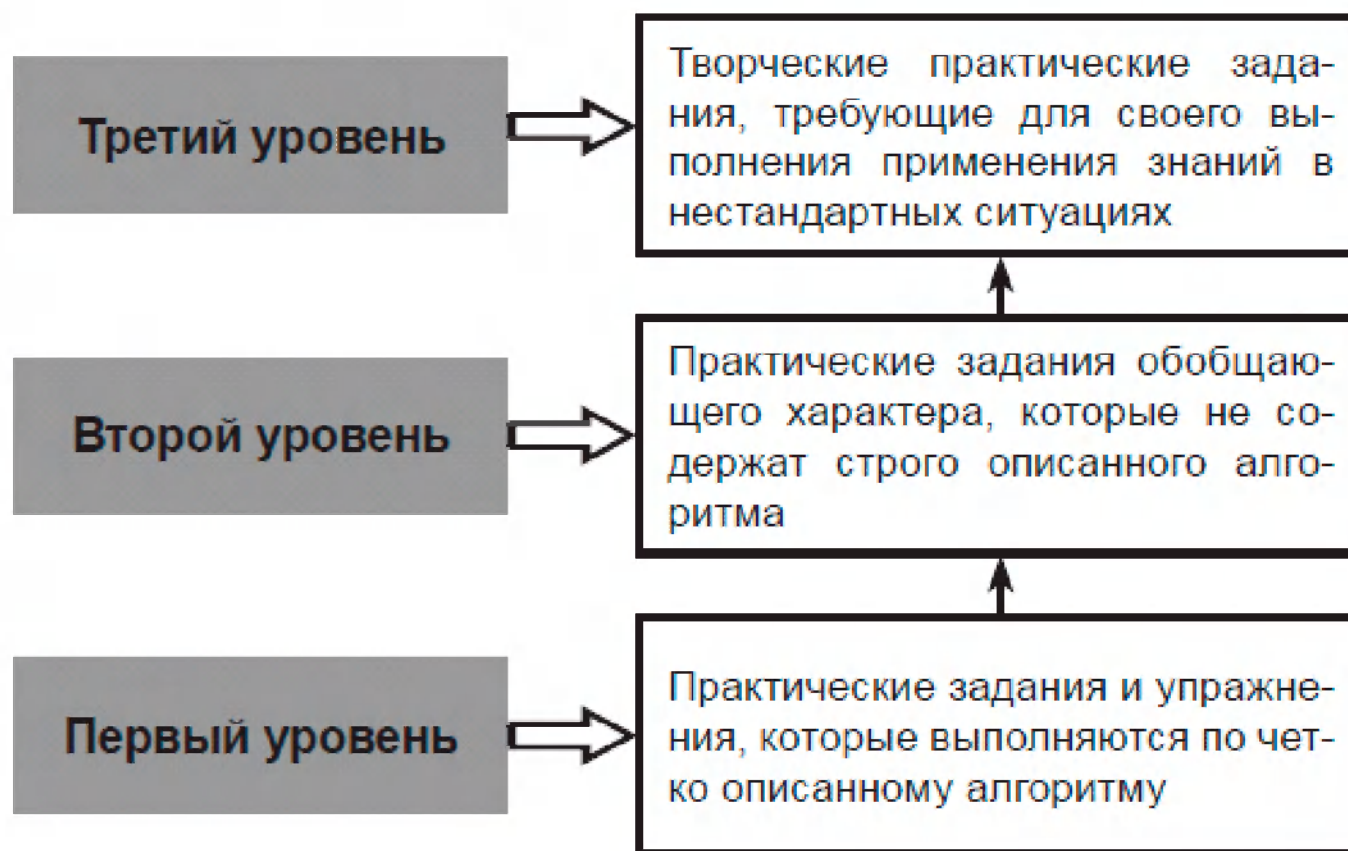 Третий уровень
Творческие практические зада-
ния, требующие для своего вы-
полнения применения знаний в
нестандартных ситуациях
Второй уровень
Практические задания обобщаю-
щего характера, которые не со-
держат строго описанного алго-
ритма
Первый уровень
Практические задания и упражне-
ния, которые выполняются по чет-
ко описанному алгоритму